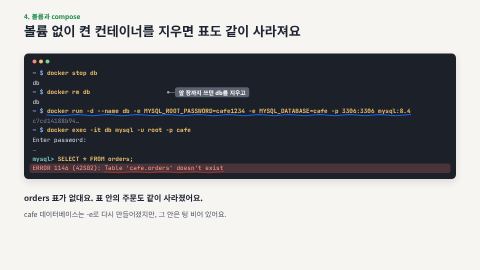 4. 볼륨과 compose
볼륨 없이 켠 컨테이너를 지우면 표도 같이 사라져요
~ $ docker stop db
db
~ $ docker rm db
앞 장까지 쓰던 db를 지우고
db
~ $ docker run -d --name db -e MYSQL_ROOT_PASSWORD=cafe1234 -e MYSQL_DATABASE=cafe -p 3306:3306 mysql:8.4
c7cd14188b94…
~ $ docker exec -it db mysql -u root -p cafe
Enter password:
…
mysql> SELECT * FROM orders;
ERROR 1146 (42S02): Table 'cafe.orders' doesn't exist
orders 표가 없대요. 표 안의 주문도 같이 사라졌어요.
cafe 데이터베이스는 -e로 다시 만들어졌지만, 그 안은 텅 비어 있어요.